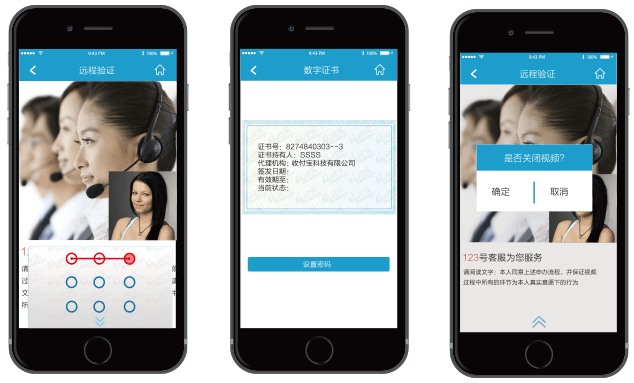 9:43 PM
100%
远程验证
1
请
过
文
所
9:43 PM
100%
数字证书
证书号: 8274840303--3
证书持有人: SSSS
代理机构: 收付宝科技有限公司
签发日期:
有效期至:
当前状态:
设置密码
9:43 PM
100%
远程验证
是否关闭视频?
确定
取消
123号客服为您服务
请阅读文字: 本人同意上述申办流程, 并保证视频
过程中所有的环节为本人真实意愿下的行为